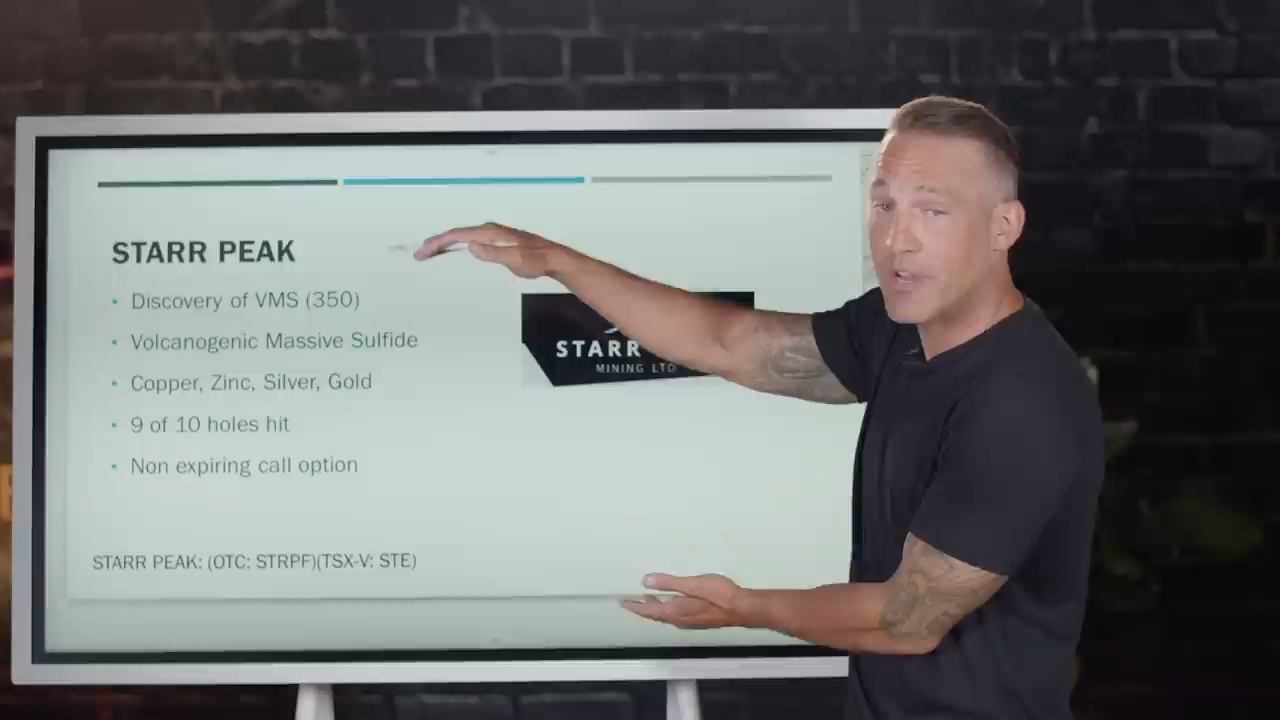 STARR PEAK
• Discovery of VMS (350)
• Volcanogenic Massive Sulfide
• Copper, Zinc, Silver, Gold
• 9 of 10 holes hit
• Non expiring call option
STARR
MINING LTD
STARR PEAK: (OTC: STRPF)(TSX-V: STE)